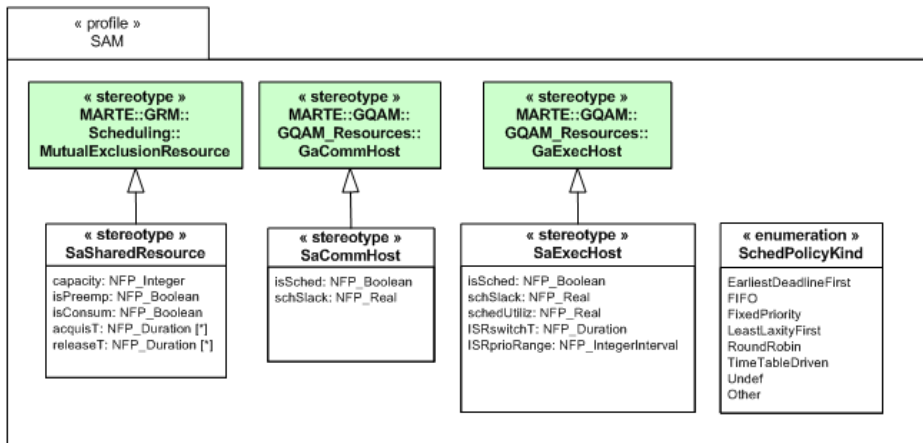 « profile »
SAM
« stereotype »
MARTE::GRM::
Scheduling::
MutualExclusionResource
« stereotype »
MARTE::GQAM::
GQAM_Resources::
GaCommHost
« stereotype »
MARTE::GQAM::
GQAM_Resources::
GaExecHost
« stereotype »
SaSharedResource
capacity: NFP_Integer
isPreemp: NFP_Boolean
isConsum: NFP_Boolean
acquisT: NFP_Duration [*]
releaseT: NFP_Duration [*]
« stereotype »
SaCommHost
isSched: NFP_Boolean
schSlack: NFP_Real
« stereotype »
SaExecHost
isSched: NFP_Boolean
schSlack: NFP_Real
schedUtiliz: NFP_Real
ISRswitchT: NFP_Duration
ISRprioRange: NFP_IntegerInterval
« enumeration »
SchedPolicyKind
EarliestDeadlineFirst
FIFO
FixedPriority
LeastLaxityFirst
RoundRobin
TimeTableDriven
Undef
Other